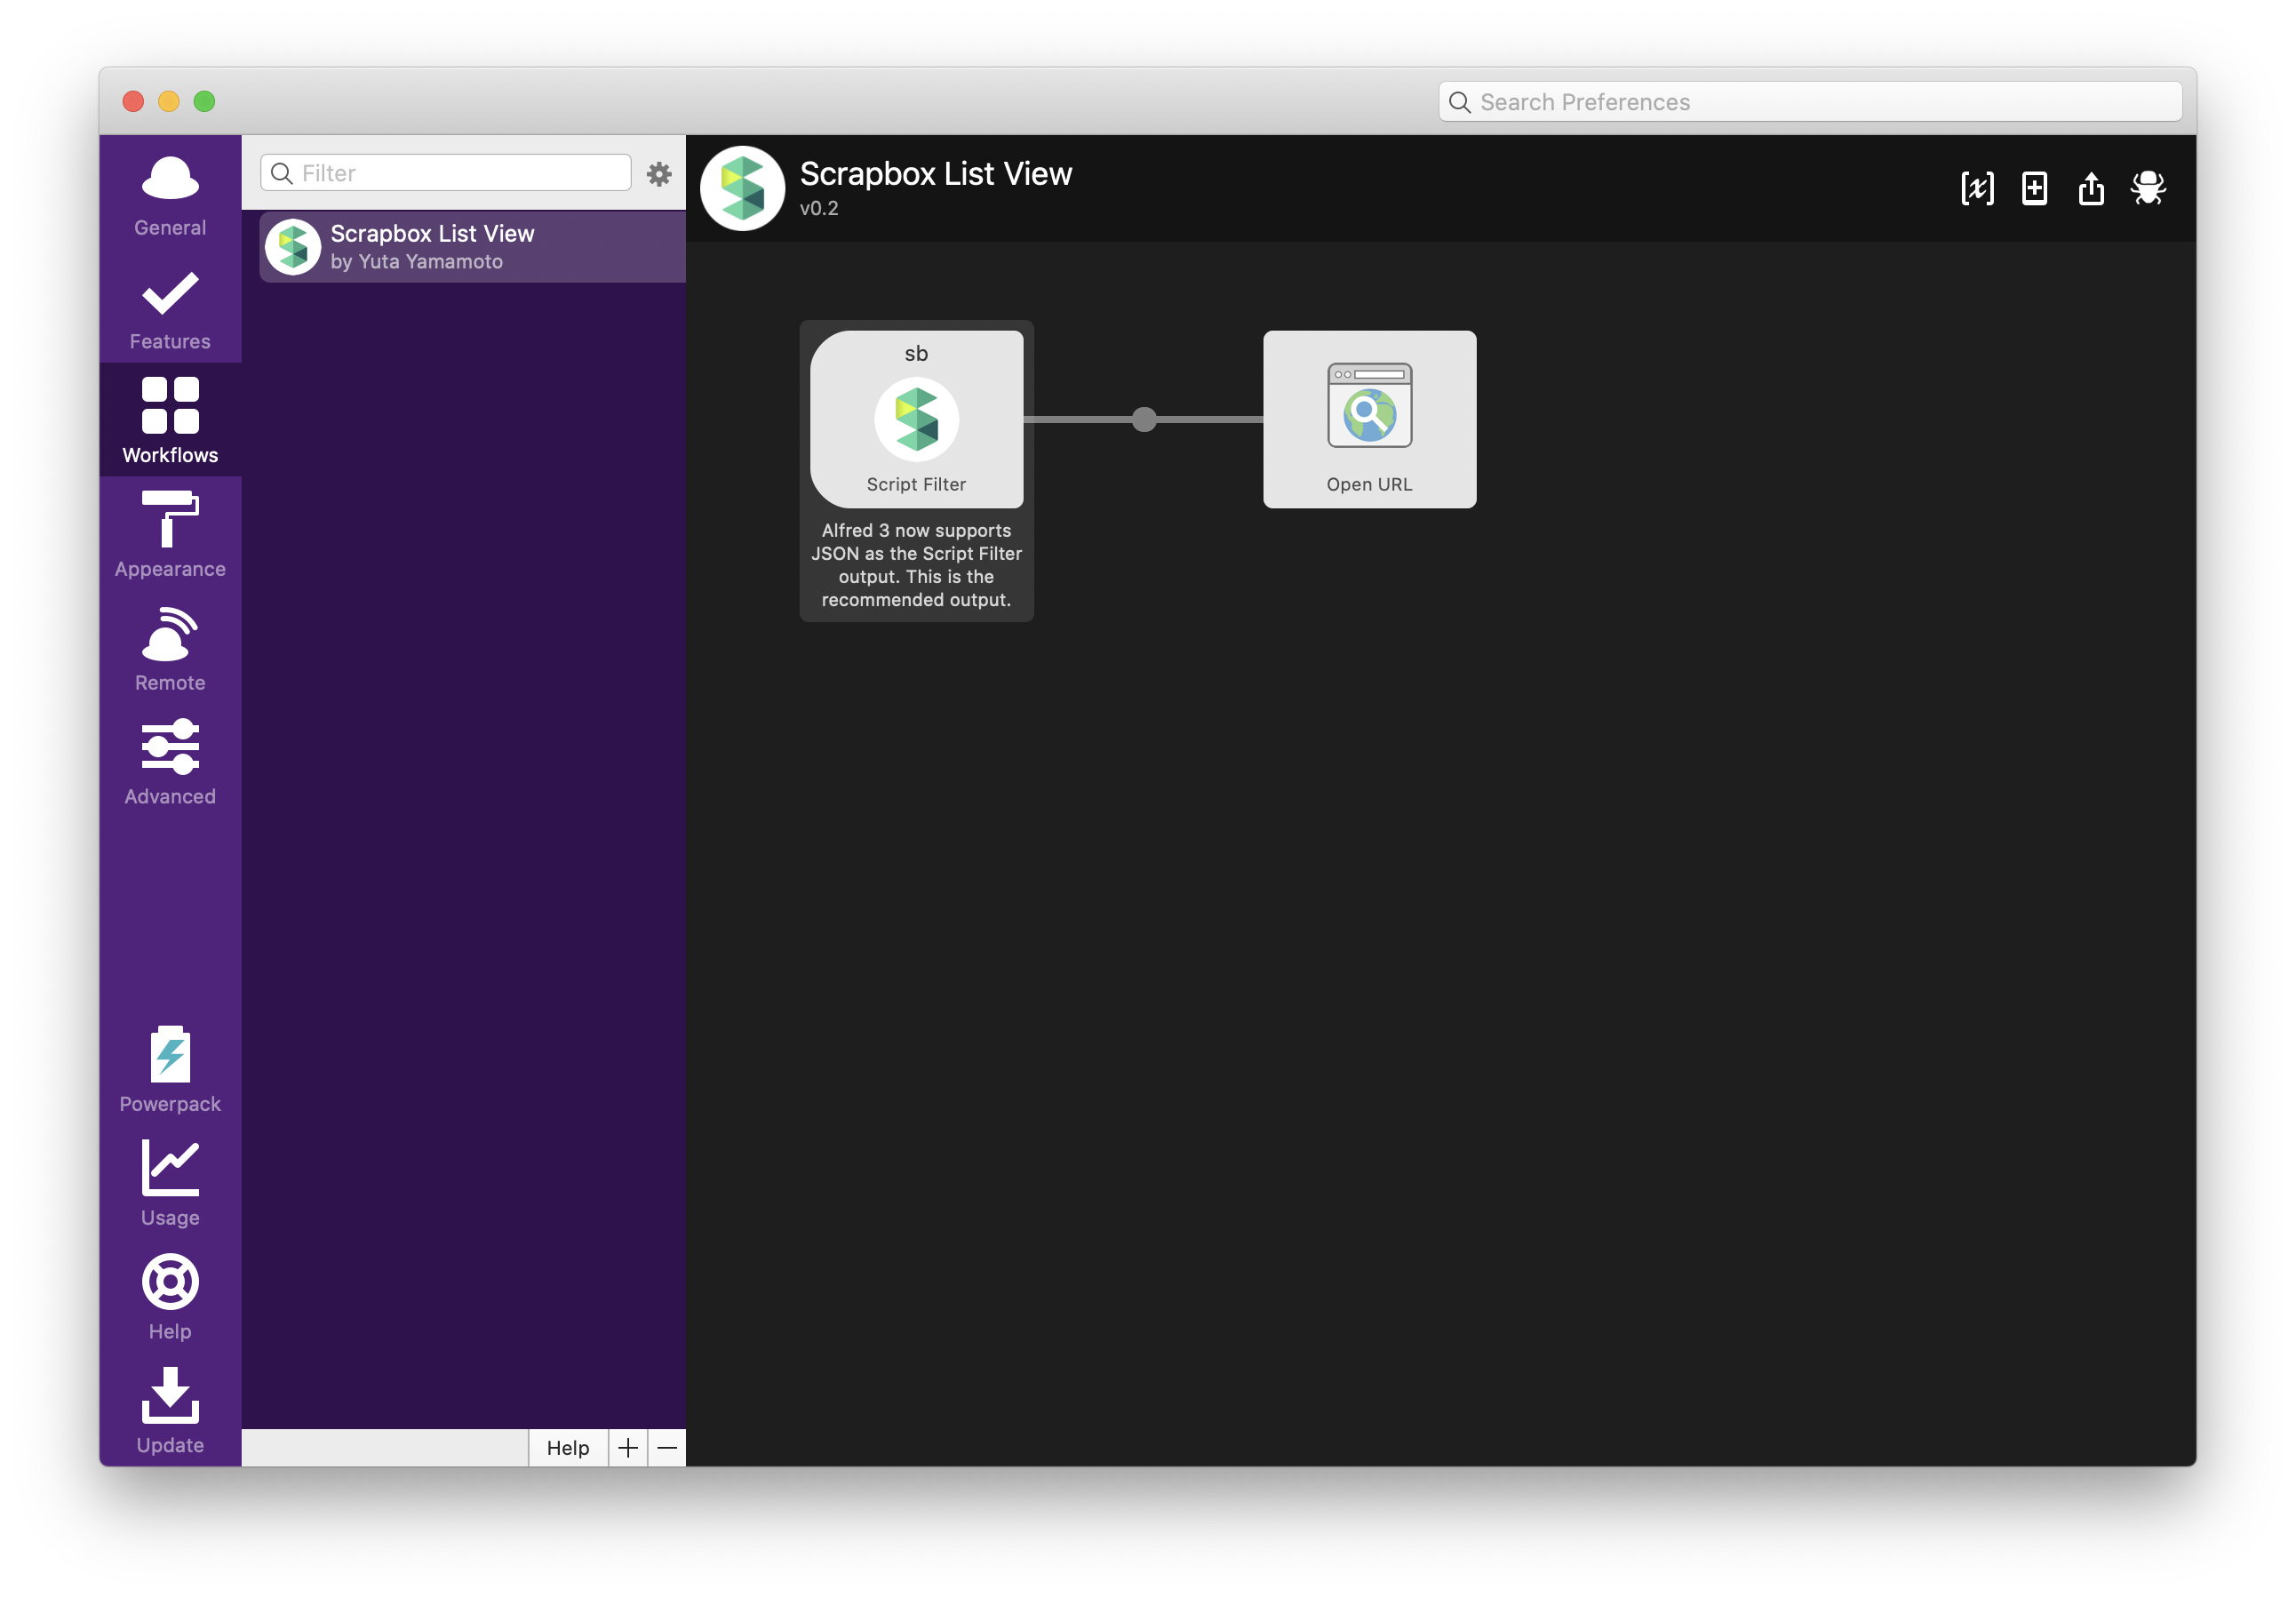 Search Preferences
General
Features
Workflows
Appearance
Remote
Advanced
Powerpack
Usage
Help
Update
Filter
Scrapbox List View
by Yuta Yamamoto
Help
Scrapbox List View
v0.2
sb
Script Filter
Alfred 3 now supports
JSON as the Script Filter
output. This is the
recommended output.
Open URL